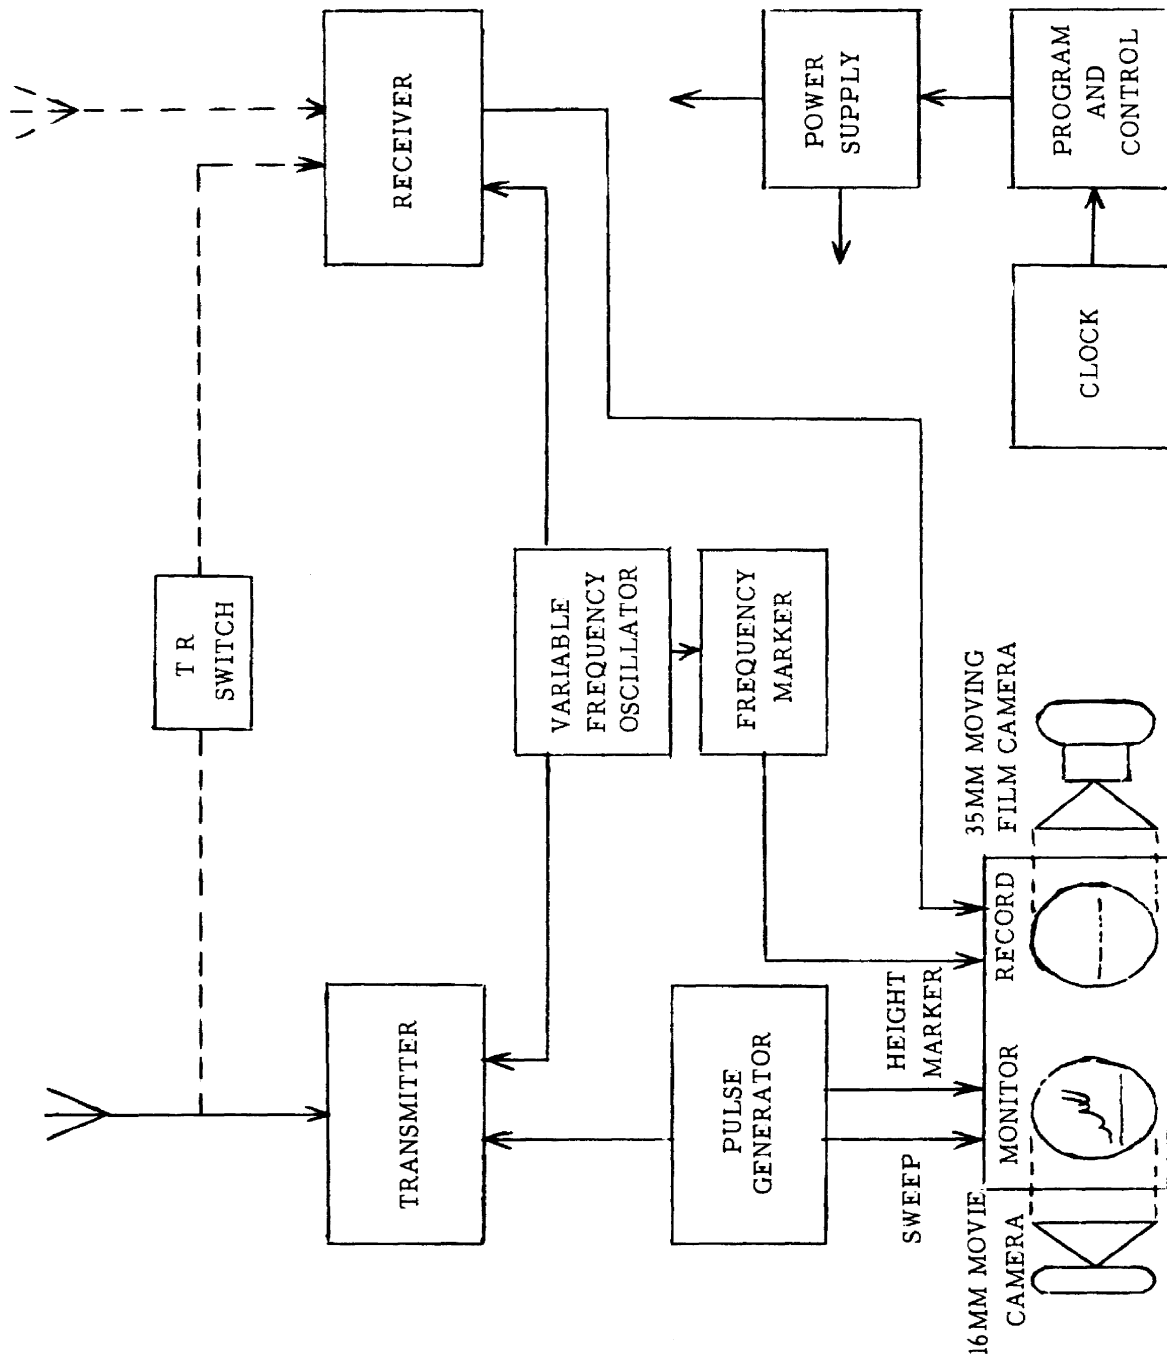 T R
SWITCH
TRANSMITTER
RECEIVER
VARIABLE
FREQUENCY
OSCILLATOR
FREQUENCY
MARKER
PULSE
GENERATOR
POWER
SUPPLY
SWEEP
HEIGHT
MARKER
16MM MOVIE
CAMERA
MONITOR
RECORD
35MM MOVING
FILM CAMERA
CLOCK
PROGRAM
AND
CONTROL